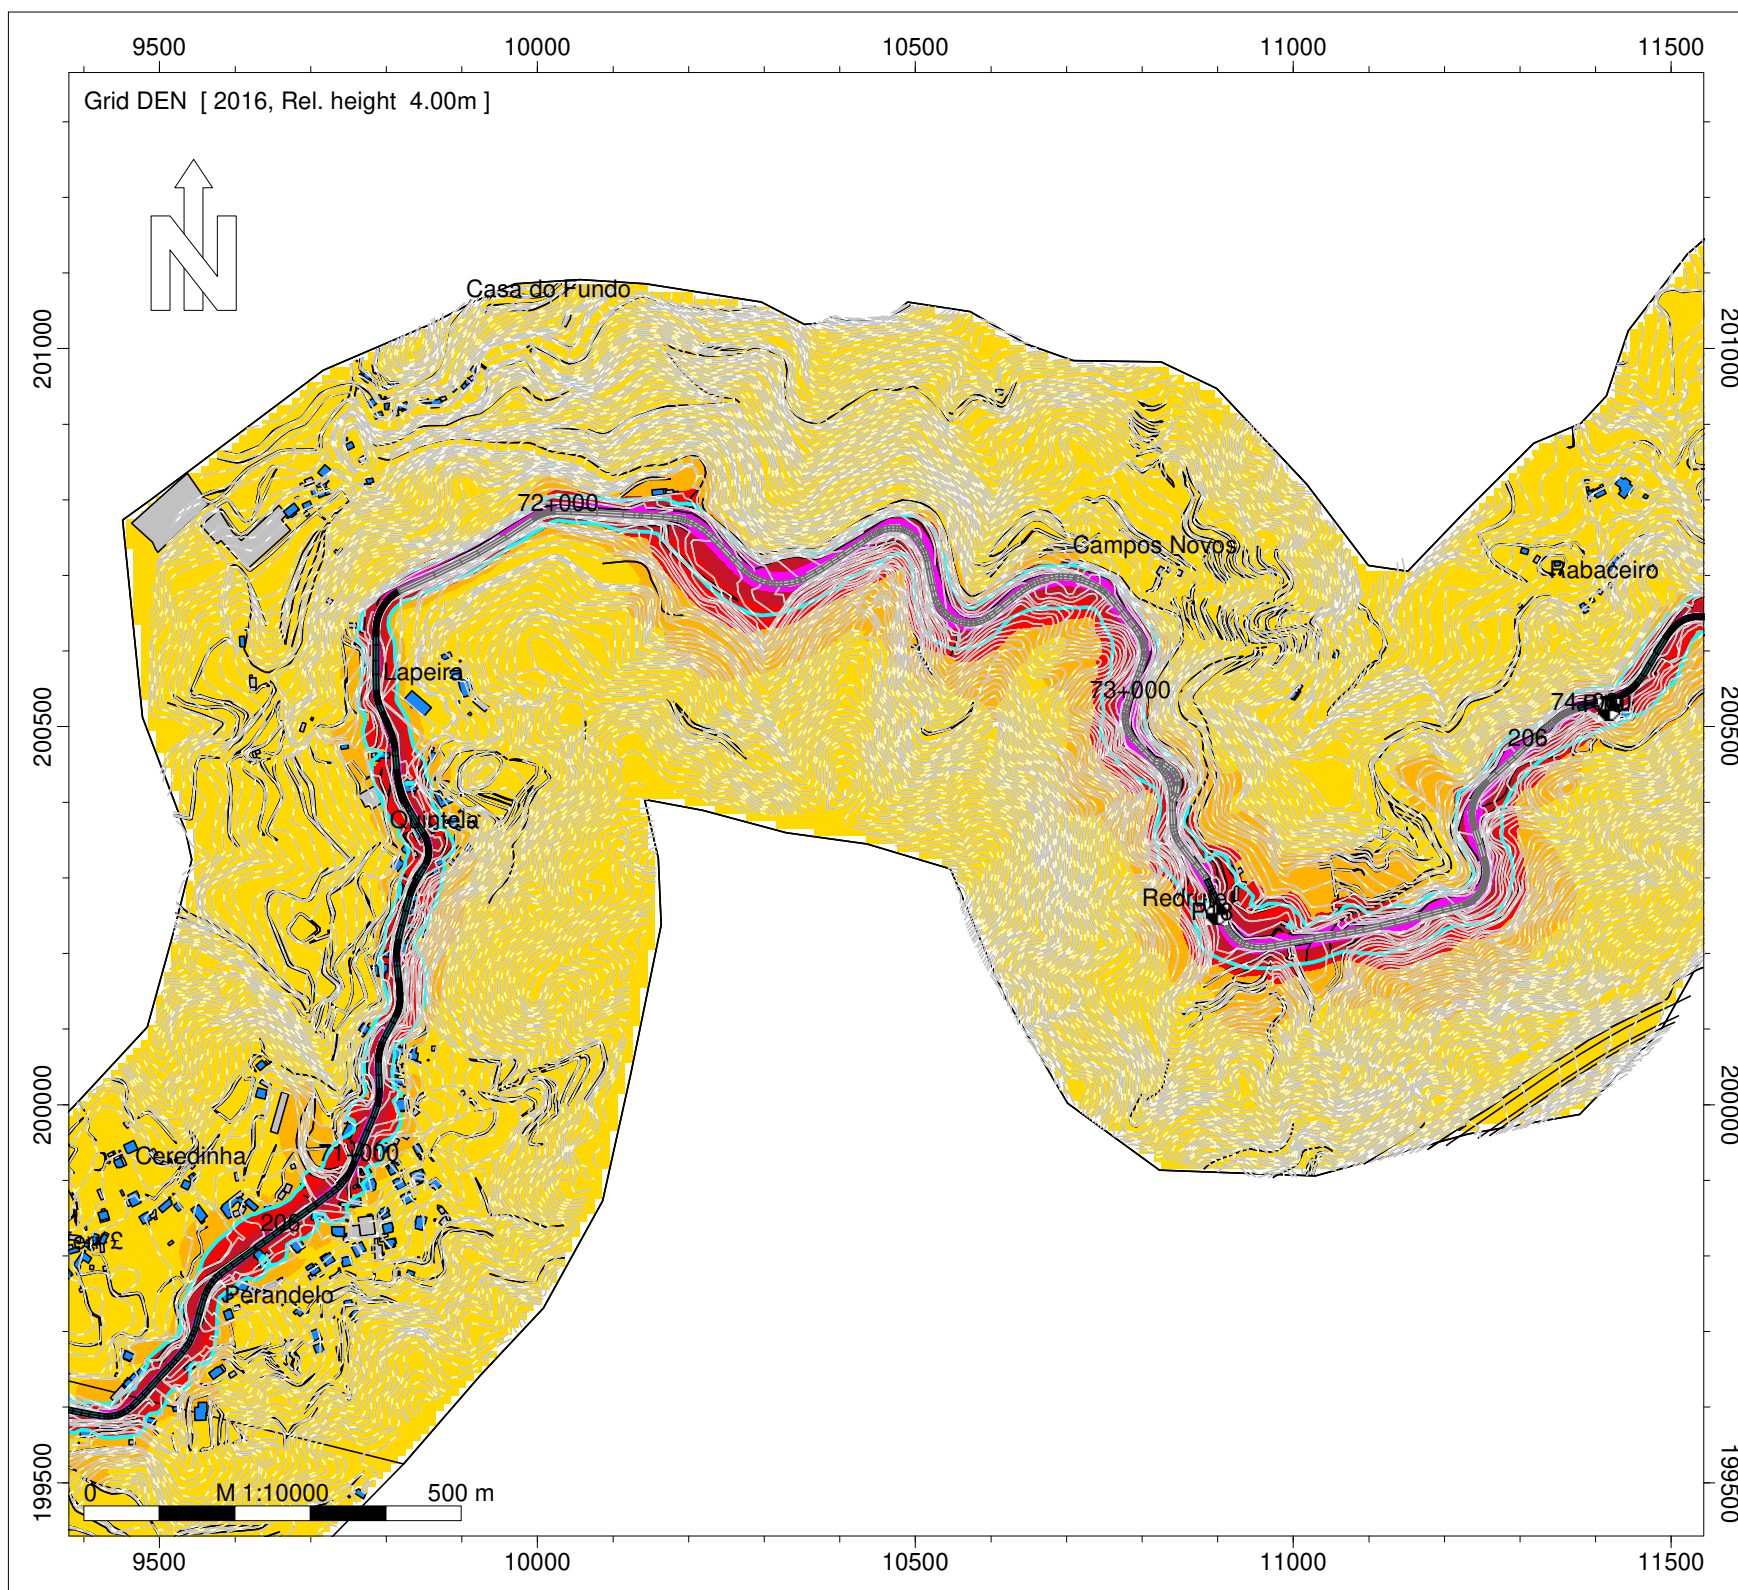 9500 10000 10500 11000 11500
Grid DEN [ 2016, Rel. height 4.00m ]
N
Casa do Fundo
201000
201000
72+000
Campos Novos
Rabaceiro
Lapeira
73+000
200500
200500
206
Quintela
200000
200000
71+000
Ceredinha
206
Perandelo
0 M 1:10000 500 m
199500
199500
9500 10000 10500 11000 11500